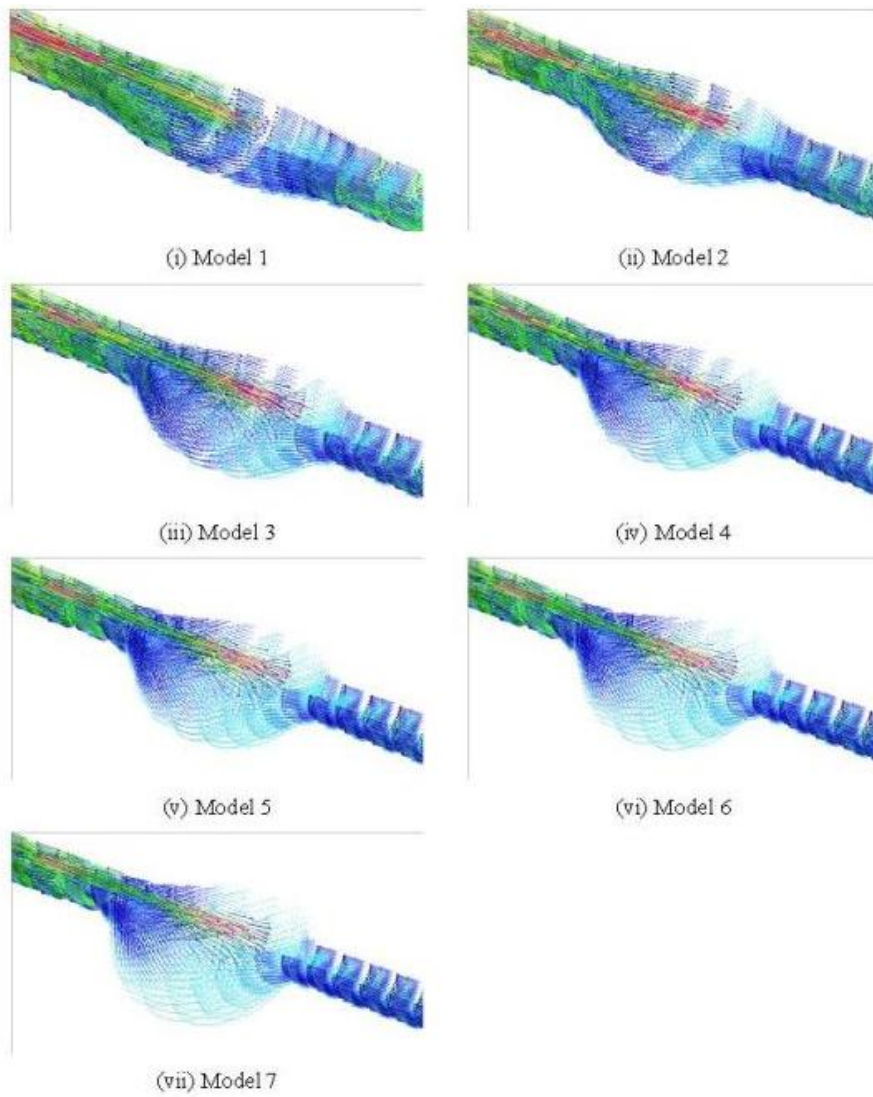 (i) Model 1
(ii) Model 2
(iii) Model 3
(iv) Model 4
(v) Model 5
(vi) Model 6
(vii) Model 7